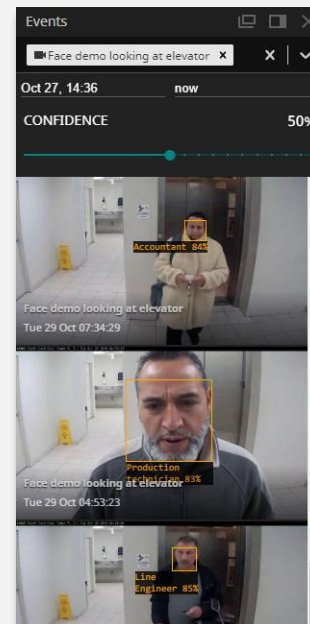 Events
Face demo looking at elevator x
Oct 27, 14:36 now
CONFIDENCE 50%
Accountant 84%
Face demo looking at elevator
Tue 29 Oct 07:34:29
Production
technician 83%
Face demo looking at elevator
Tue 29 Oct 04:53:23
Line
Engineer 85%